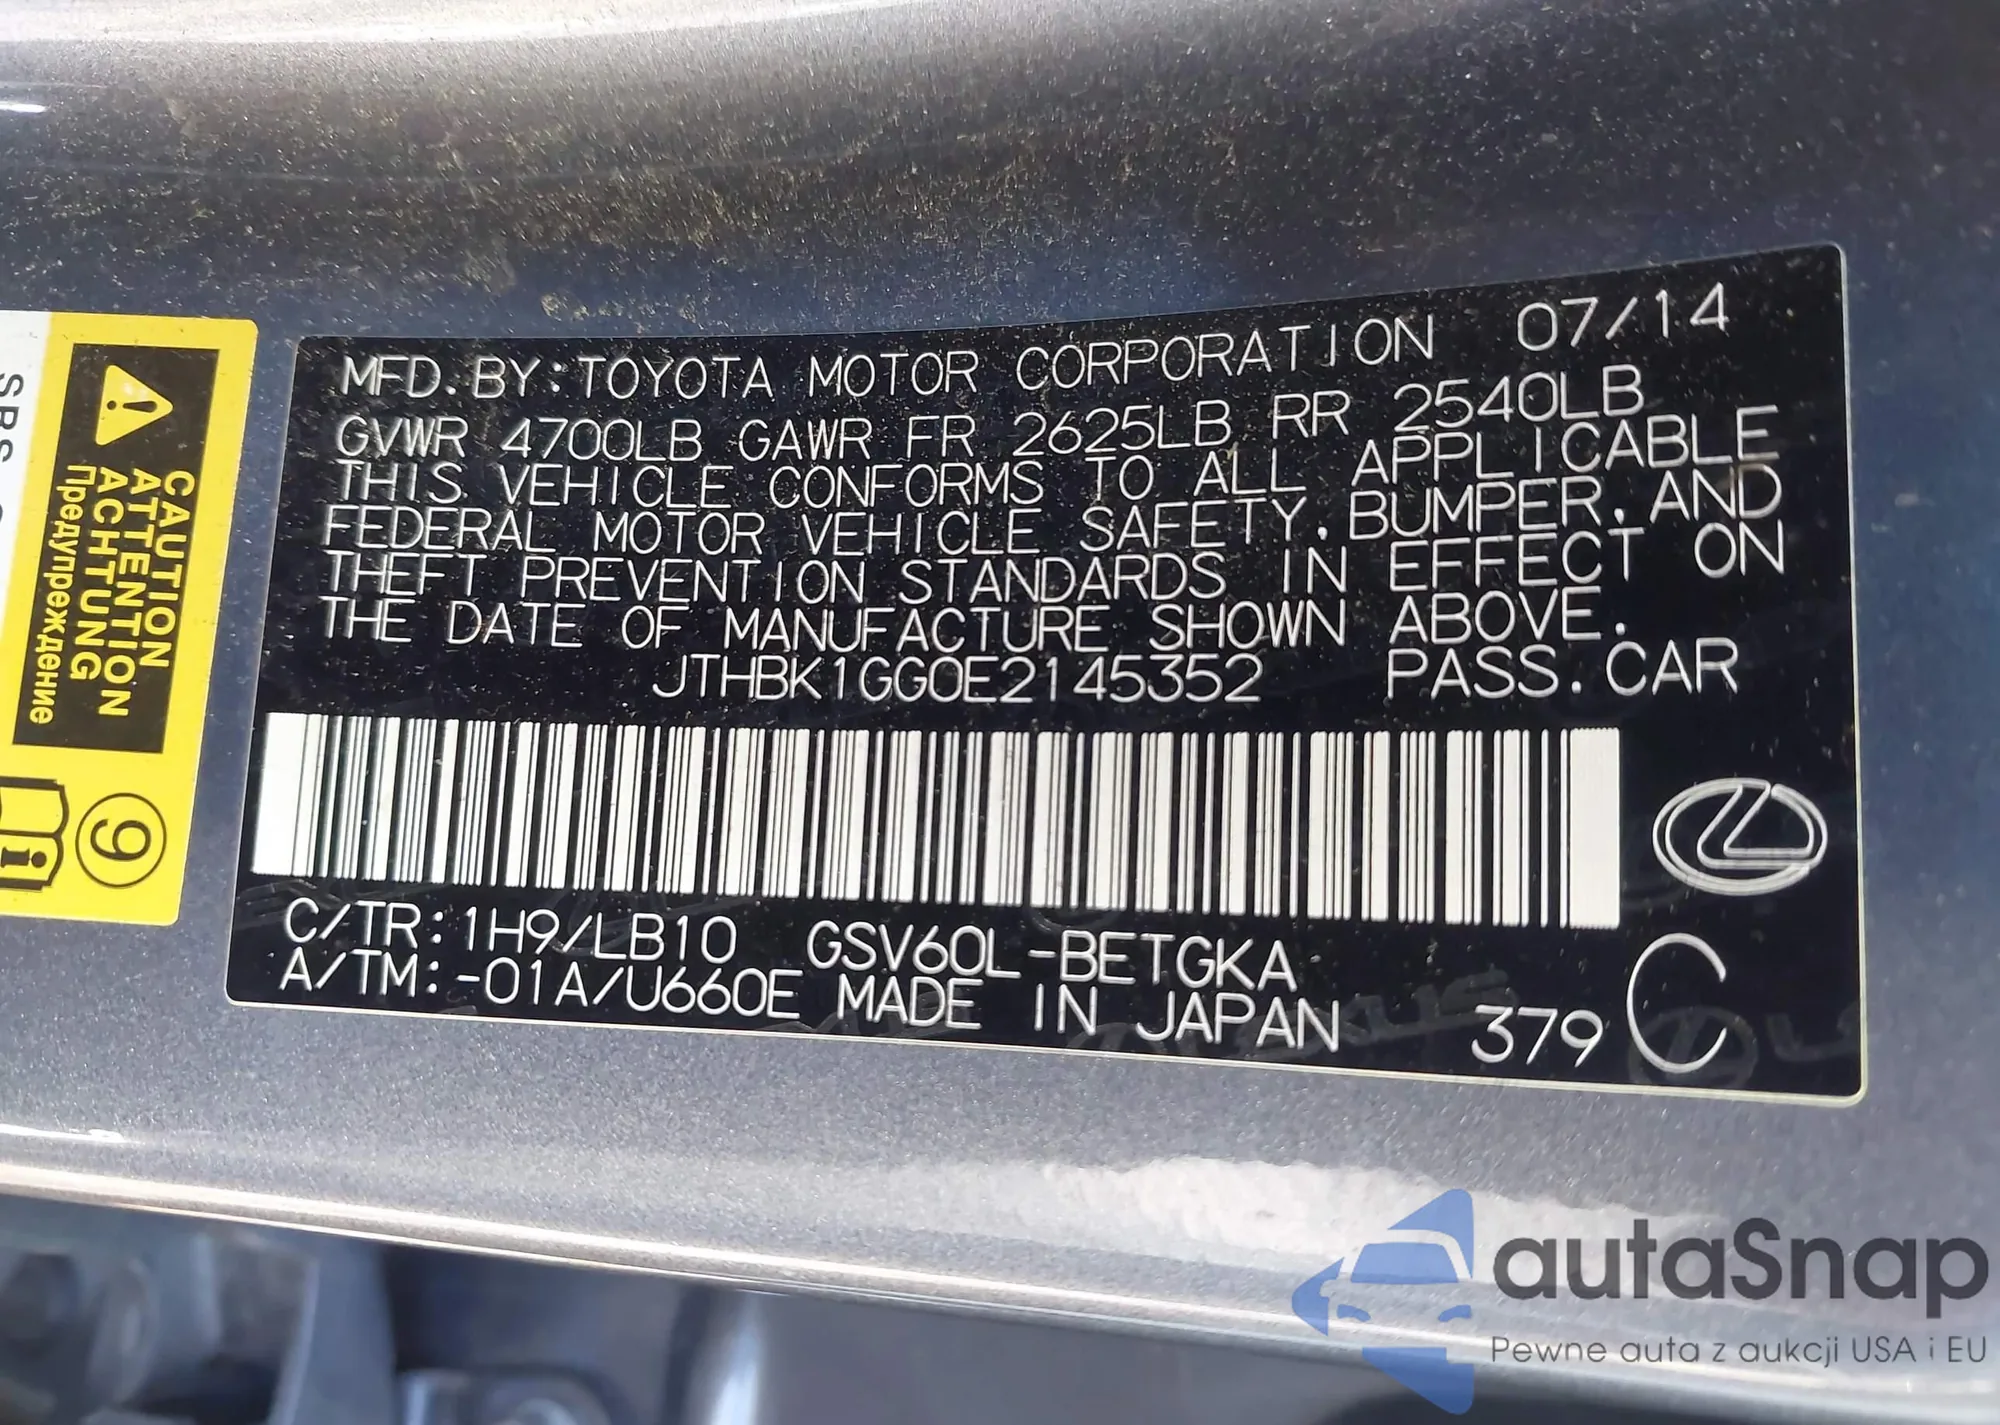 MFD. BY: TOYOTA MOTOR CORPORATION 07/14
GVWR 4700LB GAWR FR 2625LB RR 2540LB
THIS VEHICLE CONFORMS TO ALL APPLICABLE
FEDERAL MOTOR VEHICLE SAFETY, BUMPER, AND
THEFT PREVENTION STANDARDS IN EFFECT ON
THE DATE OF MANUFACTURE SHOWN ABOVE.
JTHBK1GG0E2145352 PASS. CAR
C/TR: 1H9/LB10 GSV60L-BETGKA
A/TM: -01A/U660E MADE IN JAPAN 379 C
CAUTION
ATTENTION
ACHTUNG
Предупреждение
9
i
SRS
autaSnap
Pewne auta z aukcji USA i EU